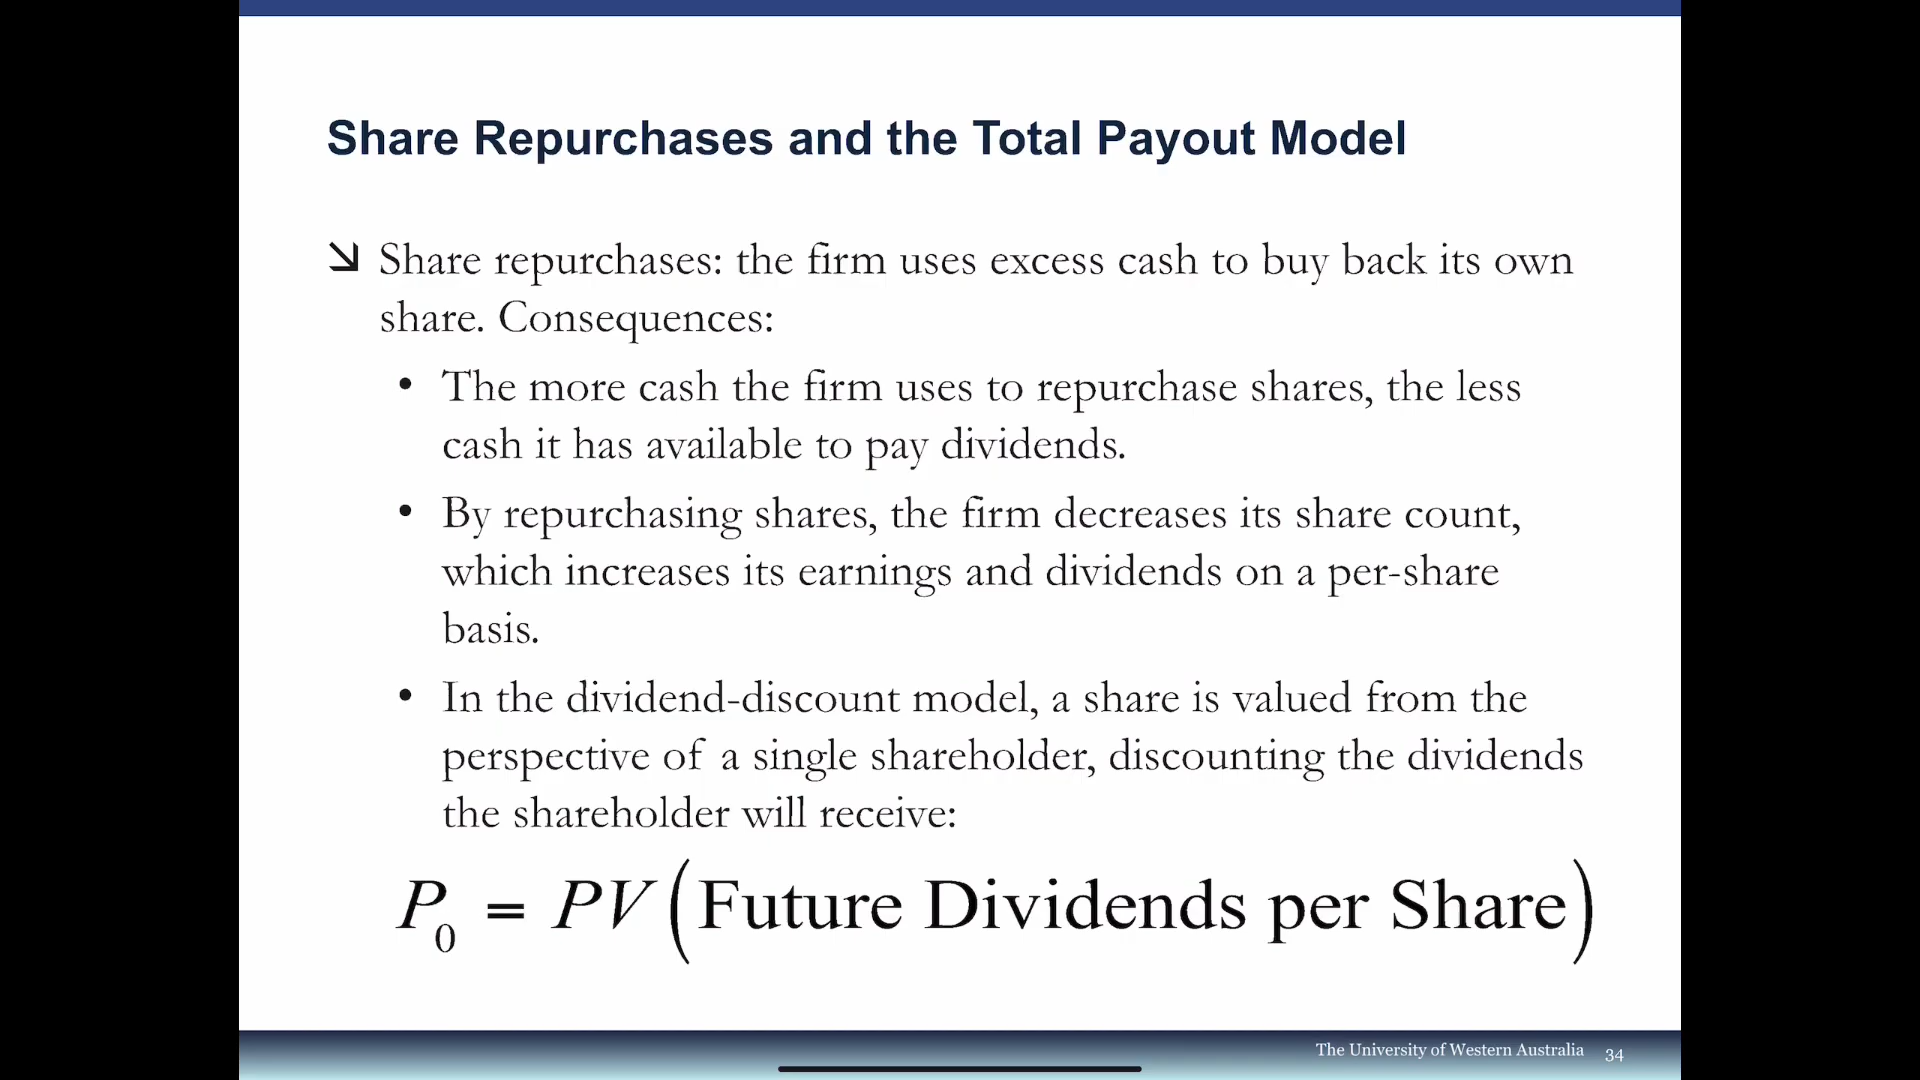 Share Repurchases and the Total Payout Model
Share repurchases: the firm uses excess cash to buy back its own
share. Consequences:
• The more cash the firm uses to repurchase shares, the less
cash it has available to pay dividends.
• By repurchasing shares, the firm decreases its share count,
which increases its earnings and dividends on a per-share
basis.
• In the dividend-discount model, a share is valued from the
perspective of a single shareholder, discounting the dividends
the shareholder will receive:
P₀ = PV(Future Dividends per Share)
The University of Western Australia 34